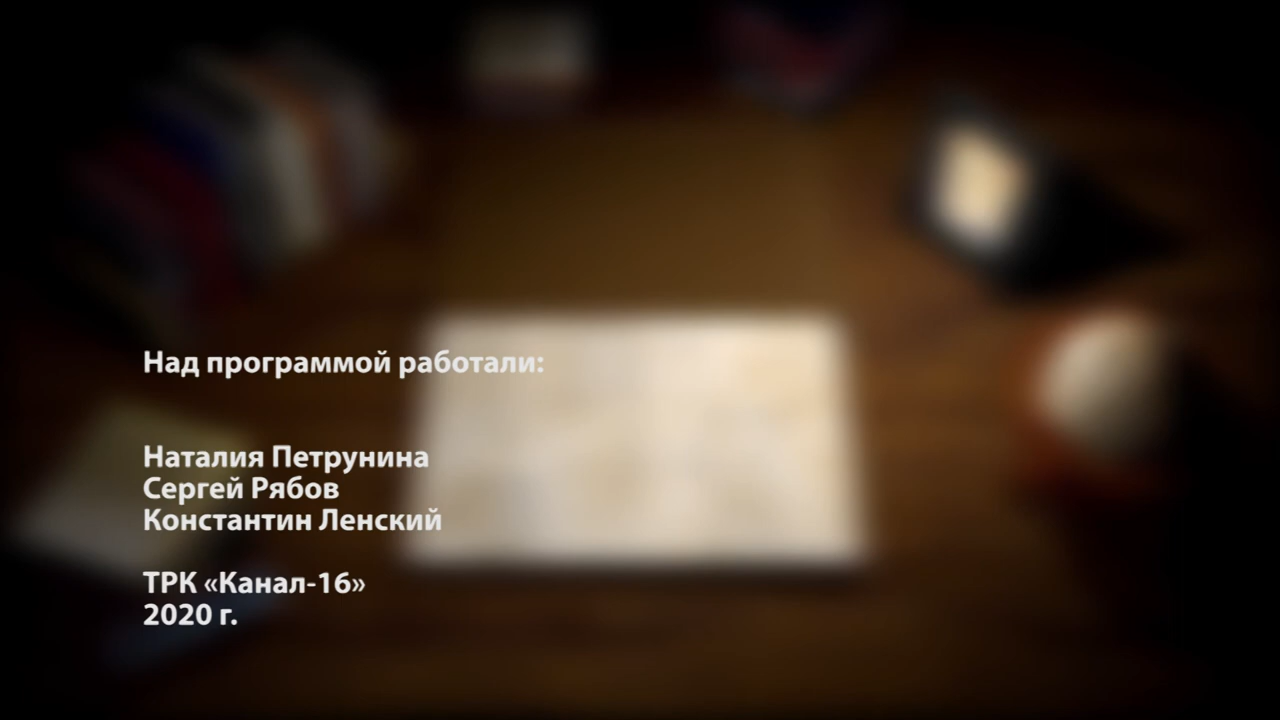 Над программой работали:
Наталия Петрунина
Сергей Рябов
Константин Ленский
ТРК «Канал-16»
2020 г.